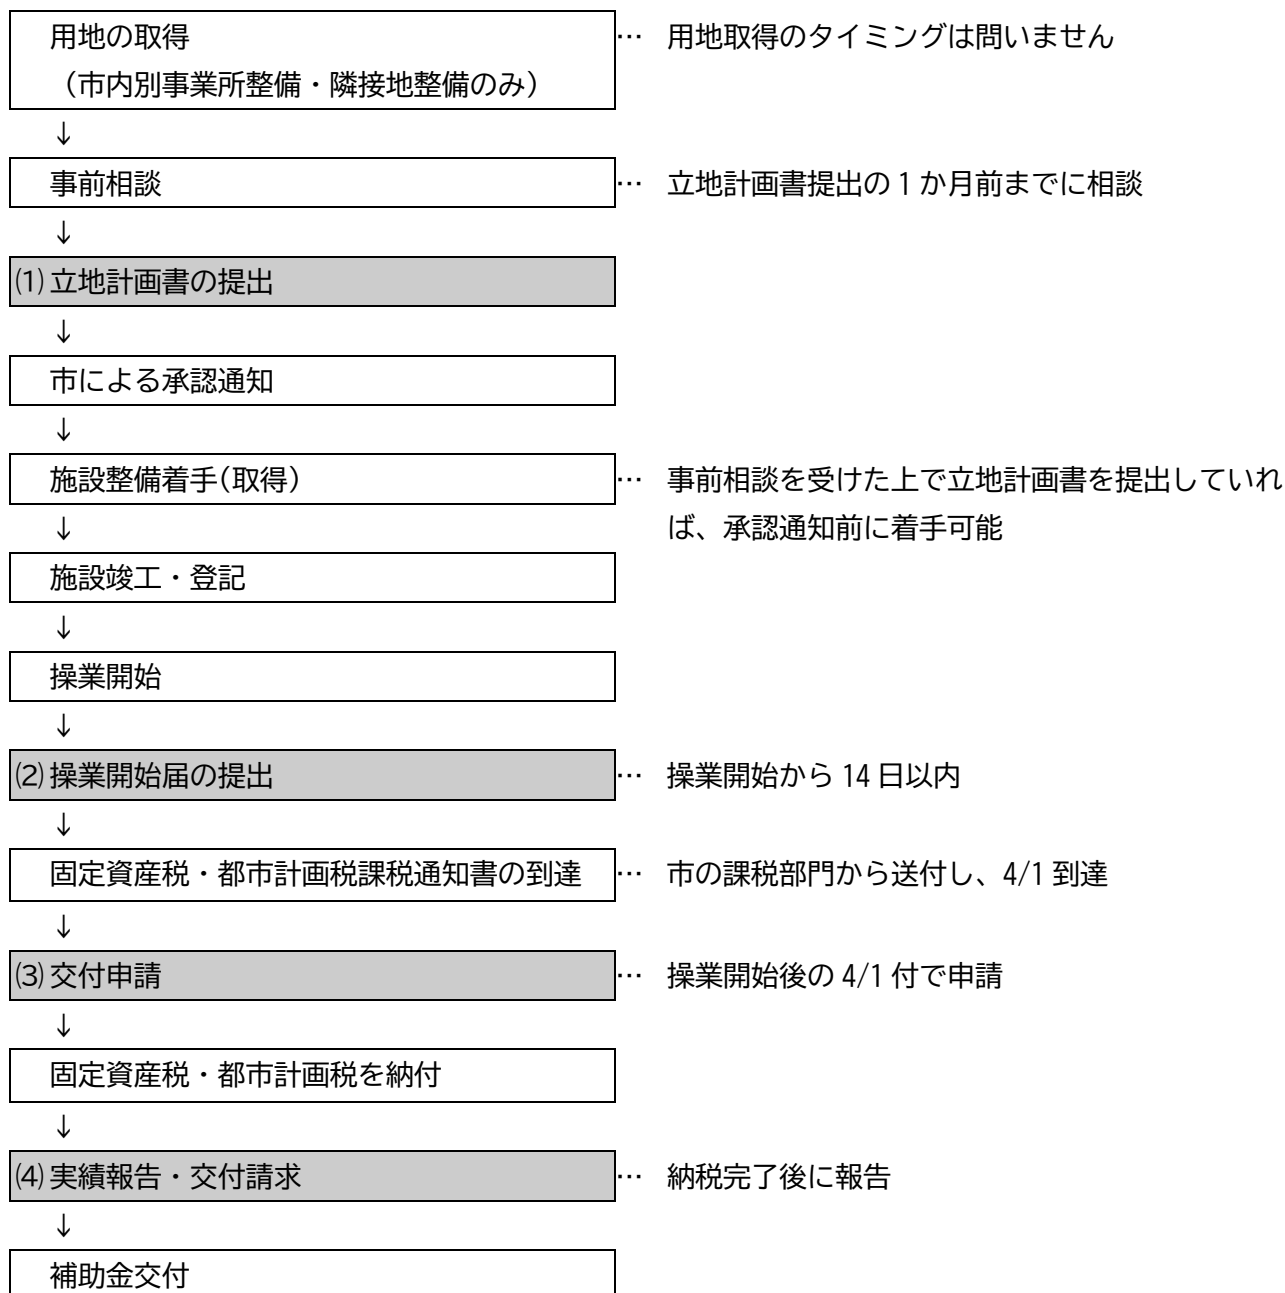 用地の取得 … 用地取得のタイミングは問いません
（市内別事業所整備・隣接地整備のみ）
↓
事前相談 … 立地計画書提出の1か月前までに相談
↓
⑴ 立地計画書の提出
↓
市による承認通知
↓
施設整備着手（取得） … 事前相談を受けた上で立地計画書を提出していれ
↓ ば、承認通知前に着手可能
施設竣工・登記
↓
操業開始
↓
⑵ 操業開始届の提出 … 操業開始から14日以内
↓
固定資産税・都市計画税課税通知書の到達 … 市の課税部門から送付し、4/1到達
↓
⑶ 交付申請 … 操業開始後の4/1付で申請
↓
固定資産税・都市計画税を納付
↓
⑷ 実績報告・交付請求 … 納税完了後に報告
↓
補助金交付